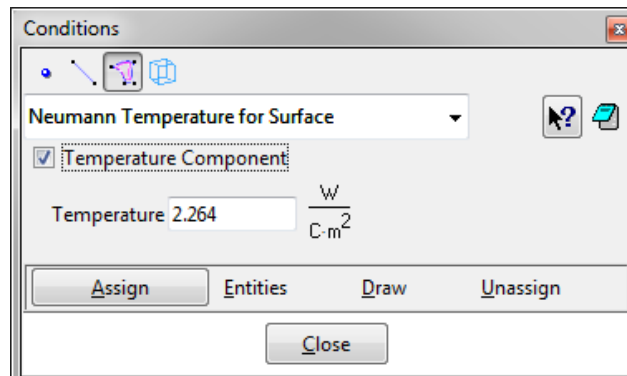 Conditions
Neumann Temperature for Surface
?
Temperature Component
Temperature 2.264 W
C·m²
Assign Entities Draw Unassign
Close